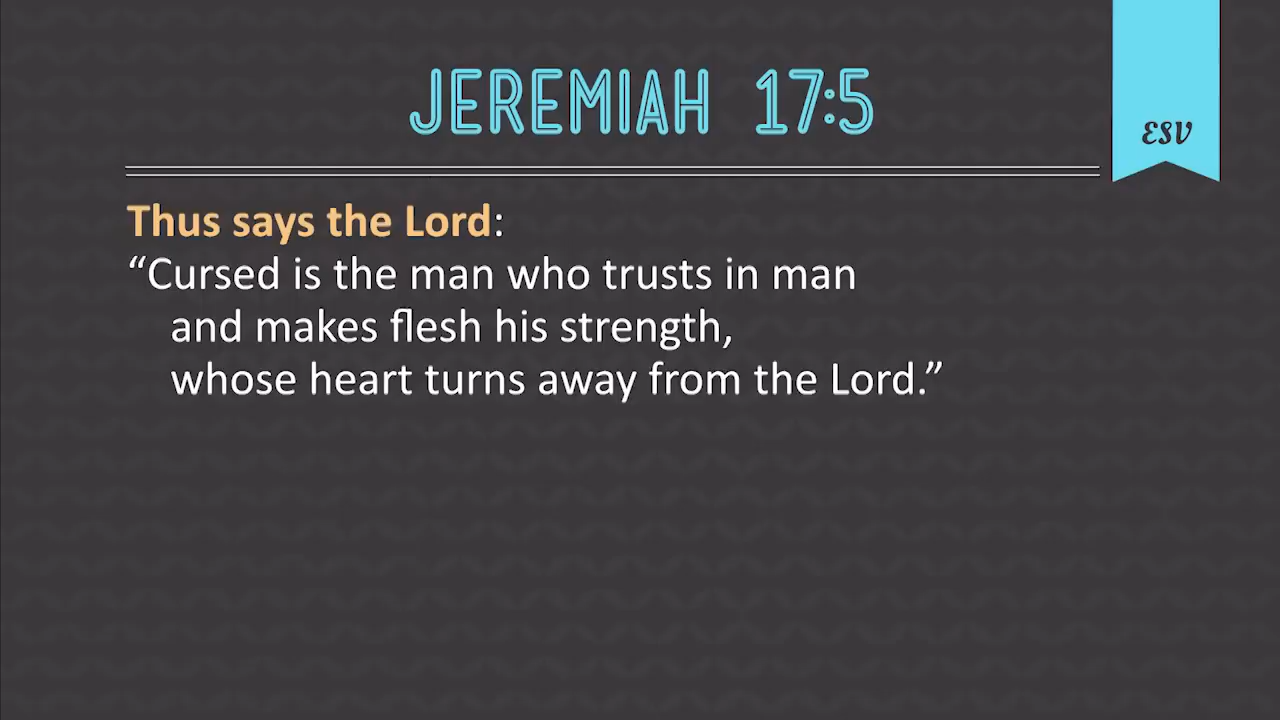 JEREMIAH 17:5
ESV
Thus says the Lord:
“Cursed is the man who trusts in man
and makes flesh his strength,
whose heart turns away from the Lord.”